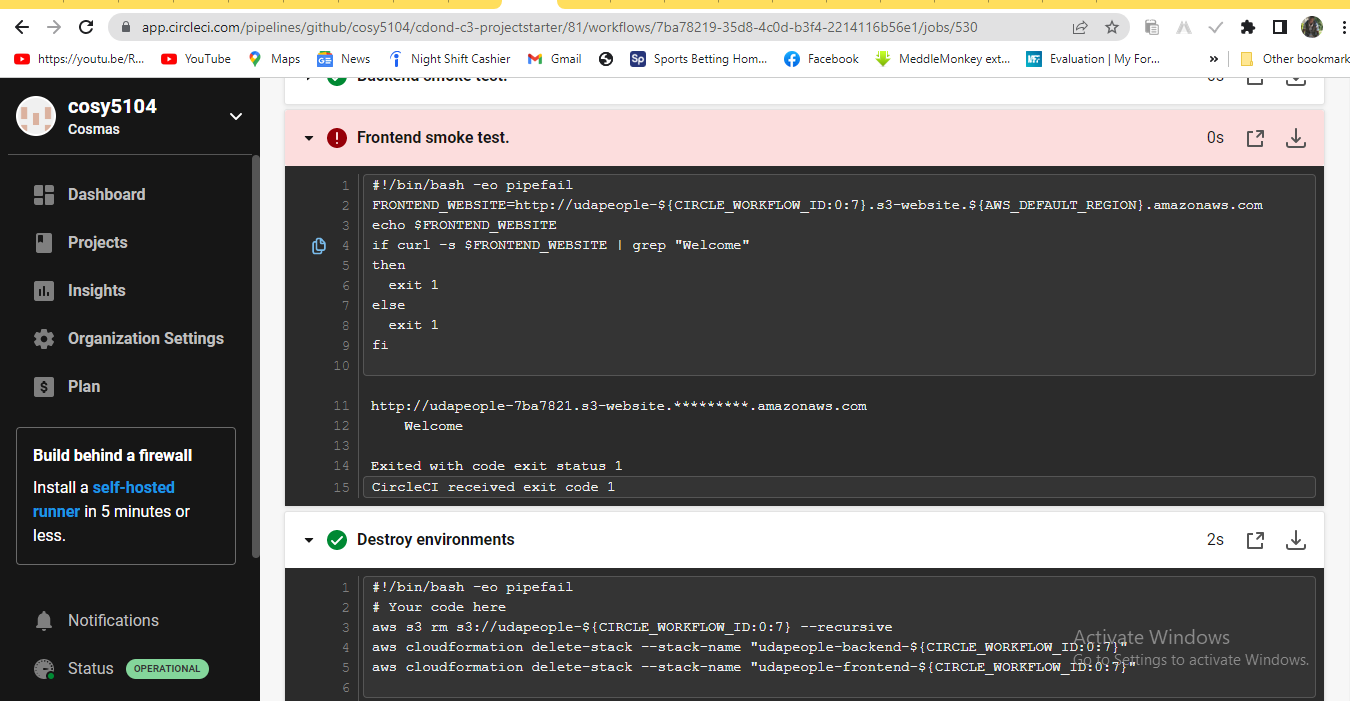 app.circleci.com/pipelines/github/cosy5104/cdond-c3-projectstarter/81/workflows/7ba78219-35d8-4c0d-b3f4-2214116b56e1/jobs/530
https://youtu.be/R... YouTube Maps News Night Shift Cashier Gmail Sports Betting Hom... Facebook MeddleMonkey ext... Evaluation | My For... » Other bookmark
cosy5104
Cosmas
Dashboard
Projects
Insights
Organization Settings
Plan
Build behind a firewall
Install a self-hosted
runner in 5 minutes or
less.
Notifications
Status OPERATIONAL
Backend smoke test. 0s
Frontend smoke test. 0s
1 #!/bin/bash -eo pipefail
2 FRONTEND_WEBSITE=http://udapeople-${CIRCLE_WORKFLOW_ID:0:7}.s3-website.${AWS_DEFAULT_REGION}.amazonaws.com
3 echo $FRONTEND_WEBSITE
4 if curl -s $FRONTEND_WEBSITE | grep "Welcome"
5 then
6 exit 1
7 else
8 exit 1
9 fi
10
11 http://udapeople-7ba7821.s3-website.*********.amazonaws.com
12 Welcome
13
14 Exited with code exit status 1
15 CircleCI received exit code 1
Destroy environments 2s
1 #!/bin/bash -eo pipefail
2 # Your code here
3 aws s3 rm s3://udapeople-${CIRCLE_WORKFLOW_ID:0:7} --recursive
4 aws cloudformation delete-stack --stack-name "udapeople-backend-${CIRCLE_WORKFLOW_ID:0:7}"
5 aws cloudformation delete-stack --stack-name "udapeople-frontend-${CIRCLE_WORKFLOW_ID:0:7}"
6
Activate Windows
Go to Settings to activate Windows.